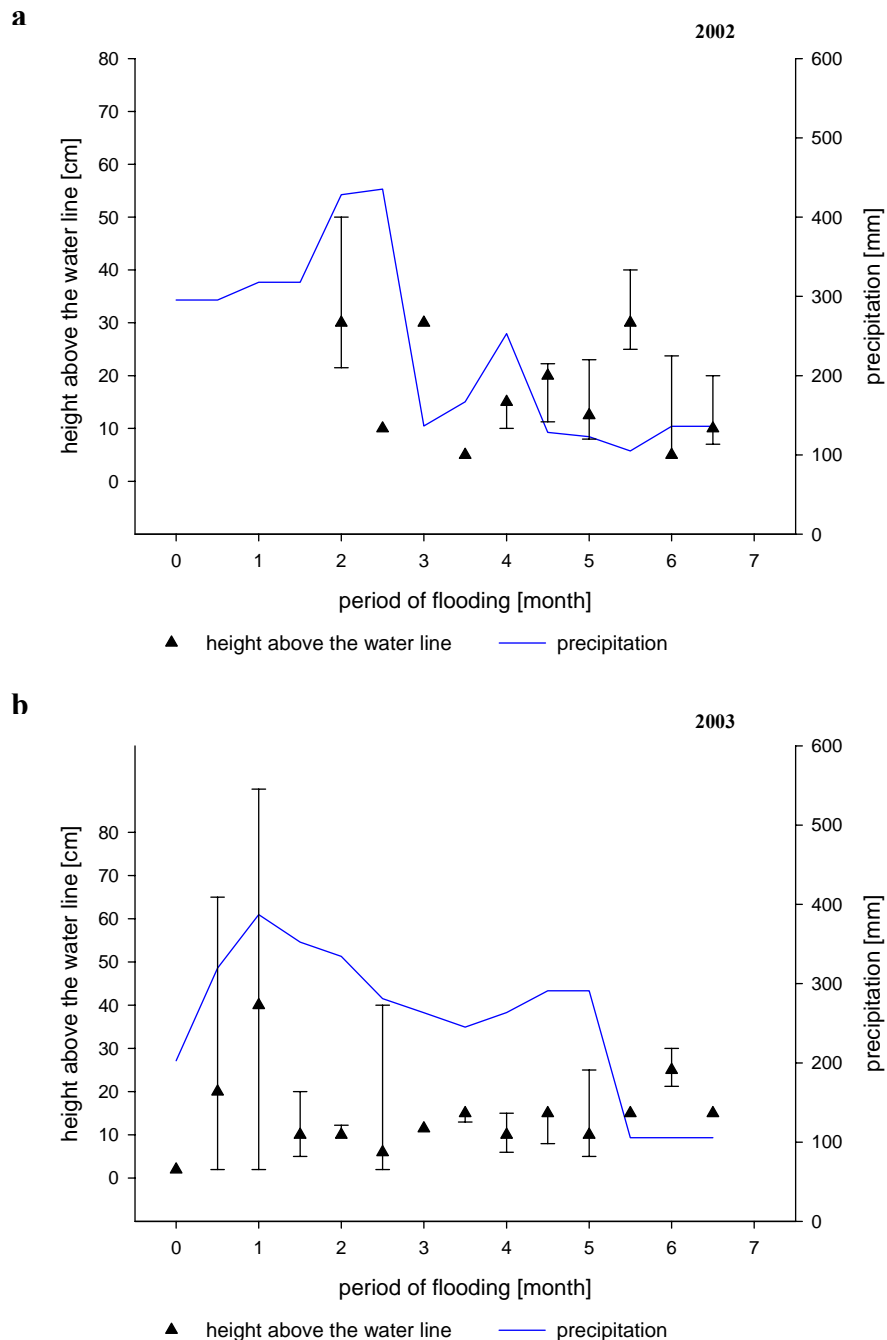 a
2002
80
70
60
50
40
30
20
10
0
height above the water line [cm]
600
500
400
300
200
100
0
precipitation [mm]
0 1 2 3 4 5 6 7
period of flooding [month]
height above the water line precipitation
b
2003
80
70
60
50
40
30
20
10
0
height above the water line [cm]
600
500
400
300
200
100
0
precipitation [mm]
0 1 2 3 4 5 6 7
period of flooding [month]
height above the water line precipitation